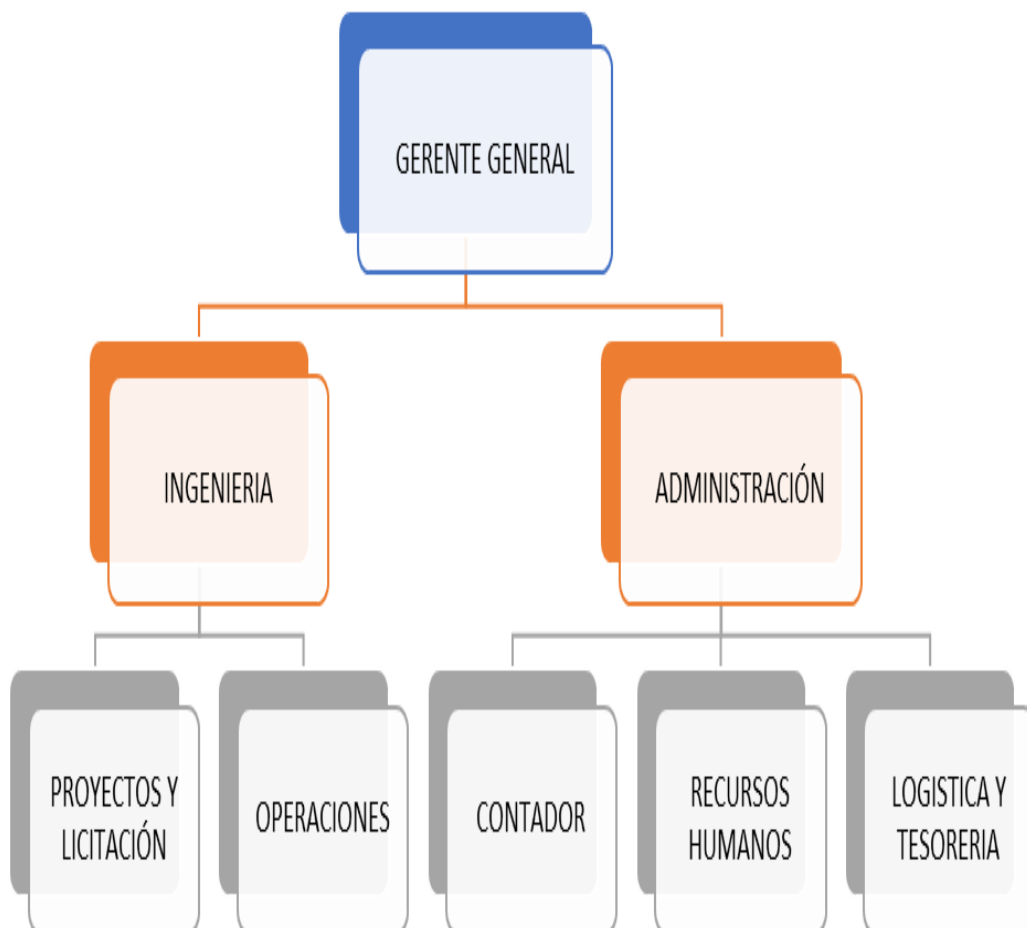 GERENTE GENERAL
INGENIERIA
ADMINISTRACIÓN
PROYECTOS Y
LICITACIÓN
OPERACIONES
CONTADOR
RECURSOS
HUMANOS
LOGISTICA Y
TESORERIA